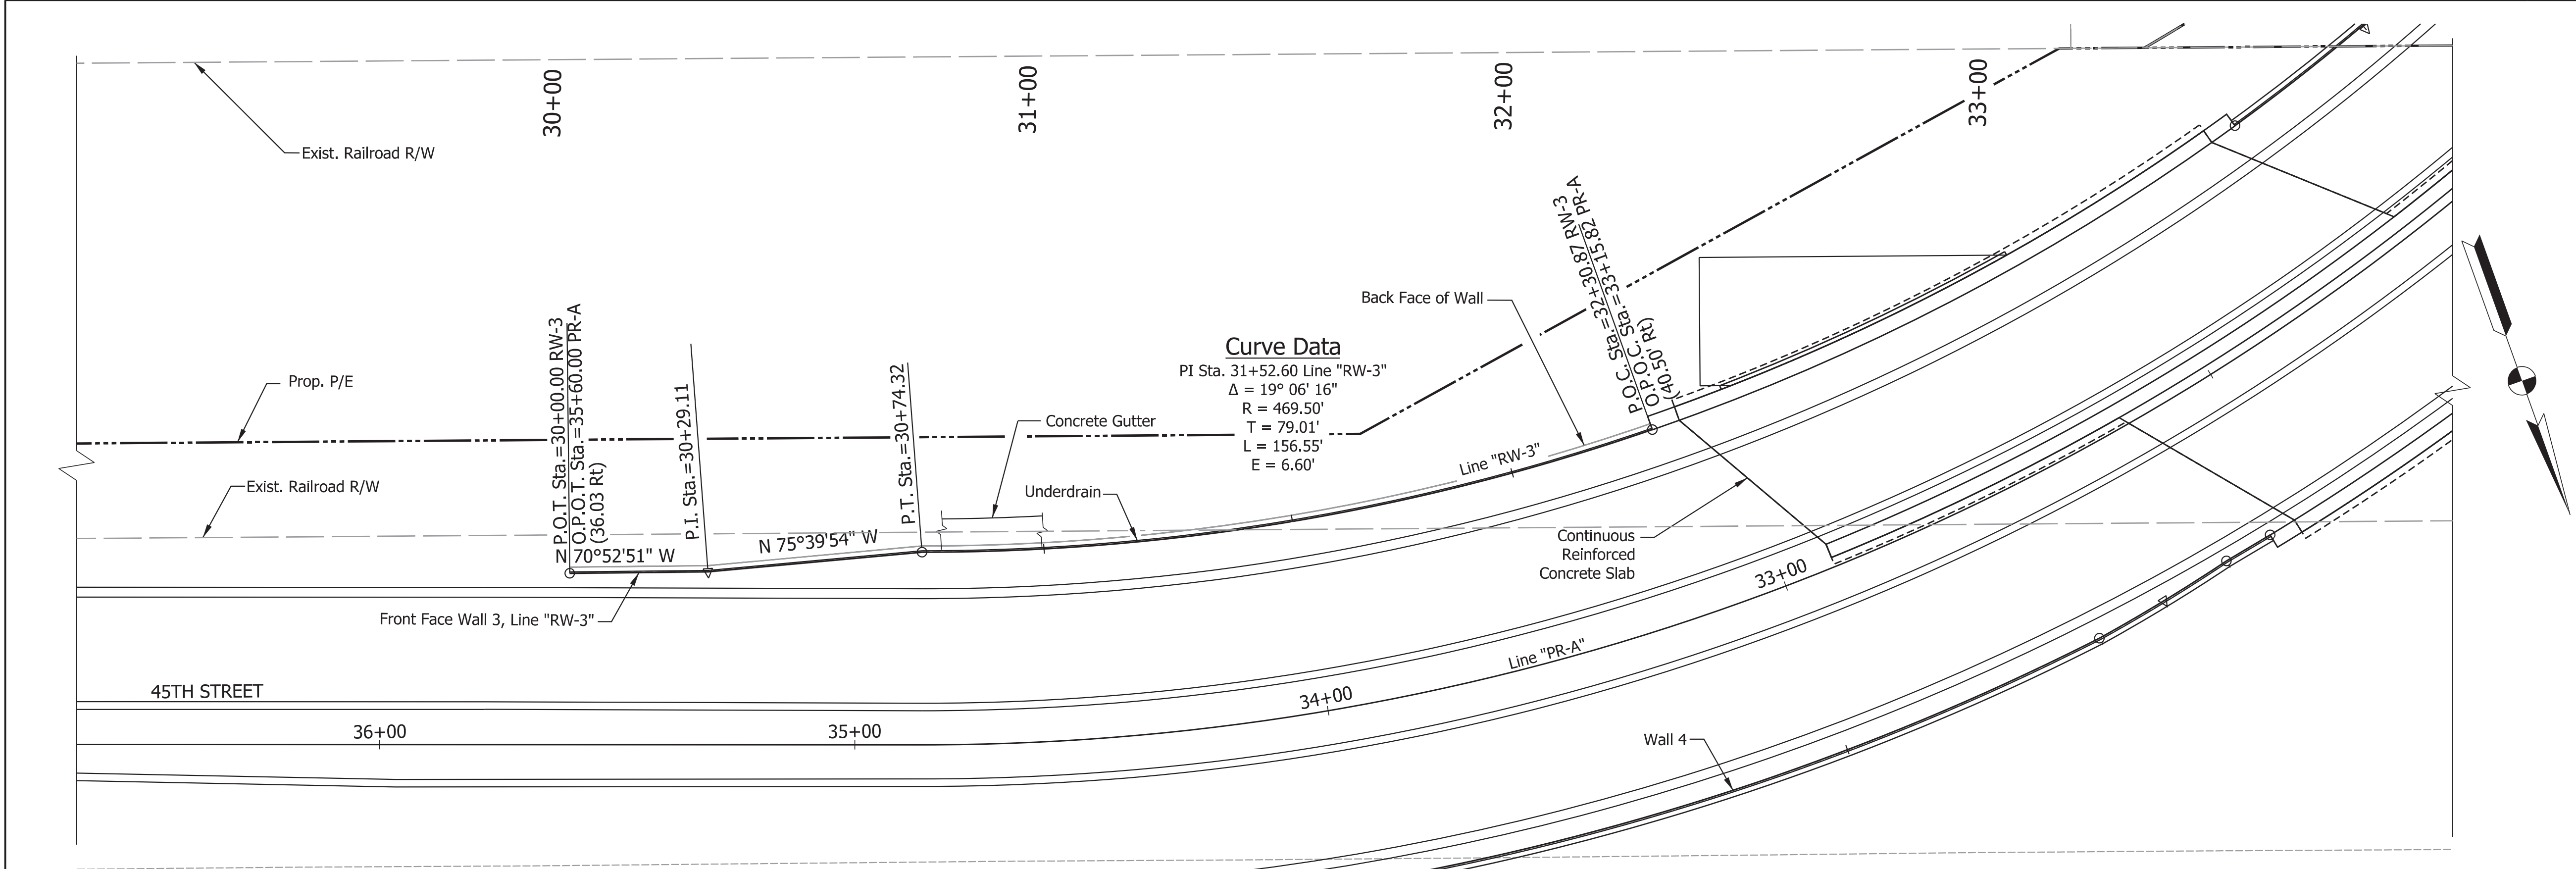 30+00
31+00
32+00
33+00
Exist. Railroad R/W
P.O.C. Sta.=32+30.87 RW-3
O.P.O.C. Sta.=33+15.82 PR-A
(40.50' Rt)
Back Face of Wall
P.O.T. Sta.=30+00.00 RW-3
O.P.O.T. Sta.=35+60.00 PR-A
(36.03 Rt)
P.I. Sta.=30+29.11
P.T. Sta.=30+74.32
Curve Data
PI Sta. 31+52.60 Line "RW-3"
Δ = 19° 06' 16"
R = 469.50'
T = 79.01'
L = 156.55'
E = 6.60'
Prop. P/E
Concrete Gutter
Line "RW-3"
Exist. Railroad R/W
Underdrain
N 70°52'51" W
N 75°39'54" W
Continuous
Reinforced
Concrete Slab
33+00
Front Face Wall 3, Line "RW-3"
Line "PR-A"
45TH STREET
34+00
36+00
35+00
Wall 4